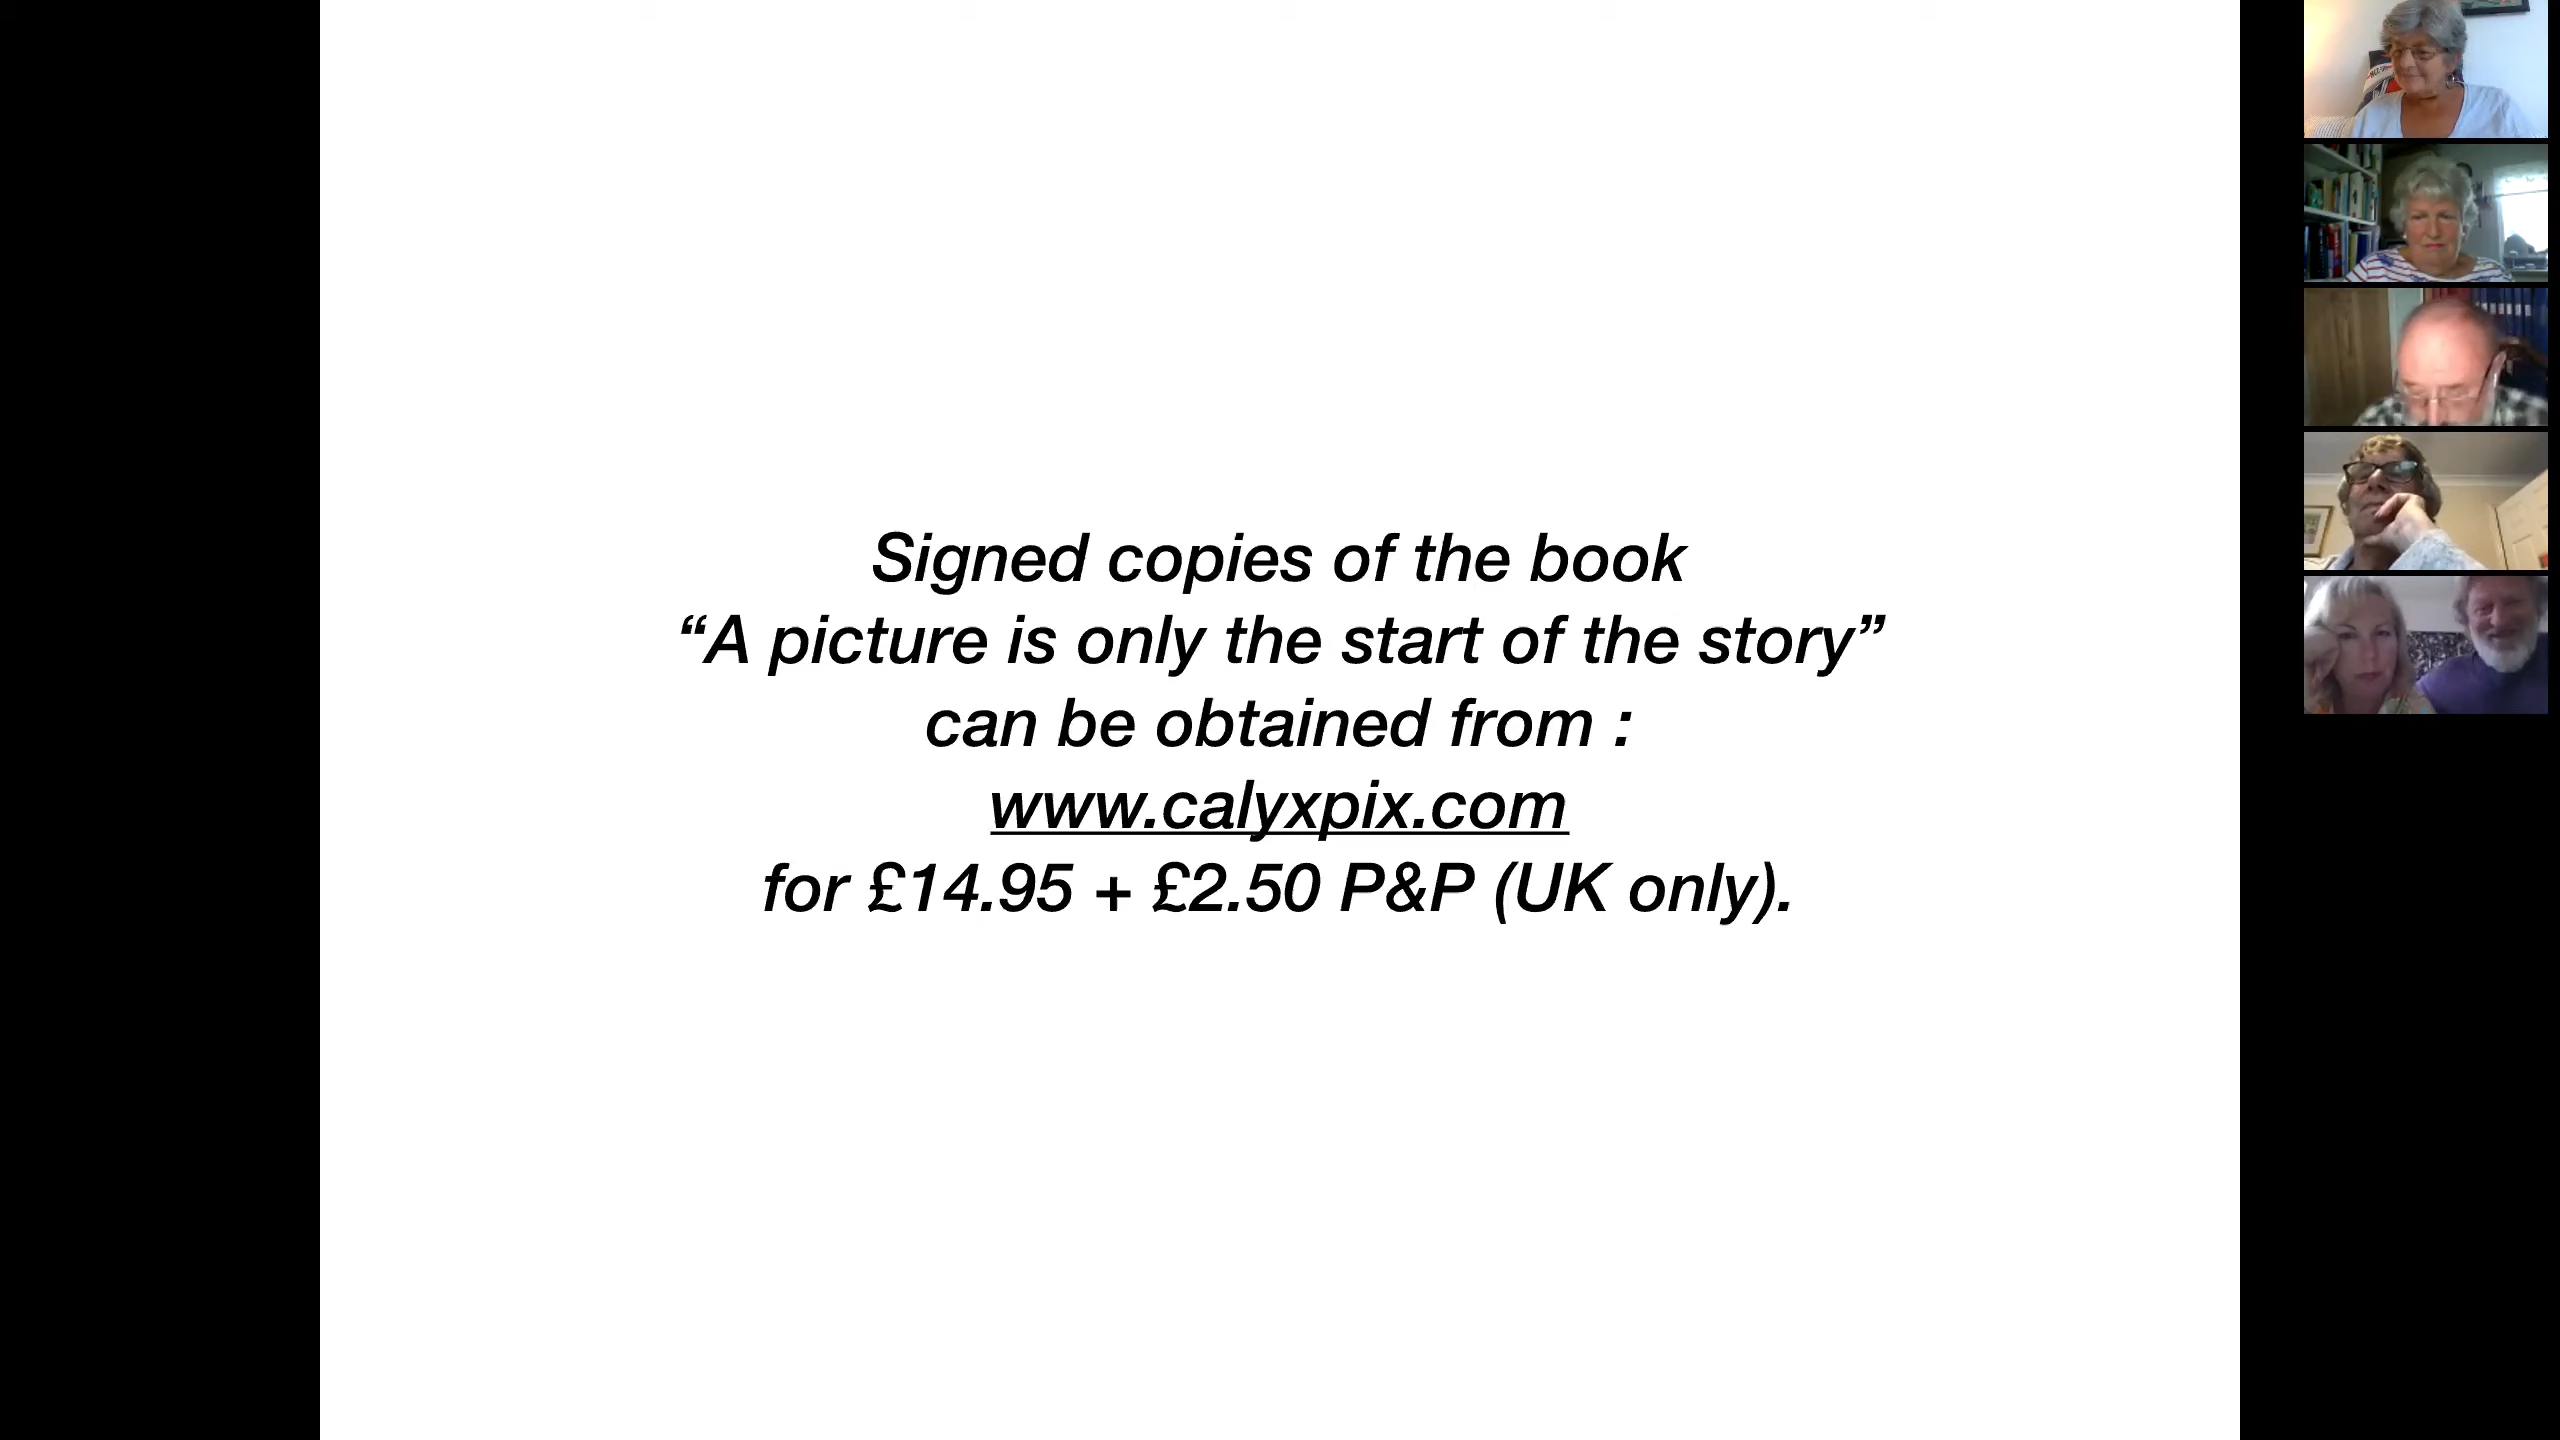 Signed copies of the book
“A picture is only the start of the story”
can be obtained from :
www.calyxpix.com
for £14.95 + £2.50 P&P (UK only).